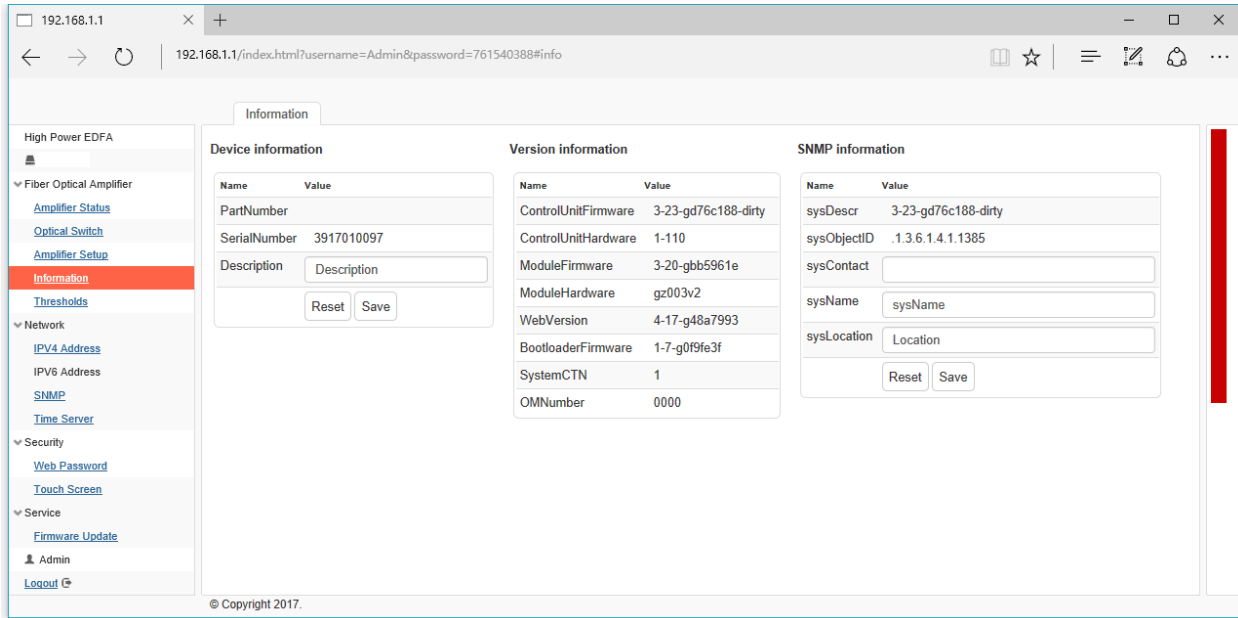 192.168.1.1
192.168.1.1/index.html?username=Admin&password=761540388#info
Information
High Power EDFA
Fiber Optical Amplifier
Amplifier Status
Optical Switch
Amplifier Setup
Information
Thresholds
Network
IPV4 Address
IPV6 Address
SNMP
Time Server
Security
Web Password
Touch Screen
Service
Firmware Update
Admin
Logout
Device information
Name Value
PartNumber
SerialNumber 3917010097
Description Description
Reset Save
Version information
Name Value
ControlUnitFirmware 3-23-gd76c188-dirty
ControlUnitHardware 1-110
ModuleFirmware 3-20-gbb5961e
ModuleHardware gz003v2
WebVersion 4-17-g48a7993
BootloaderFirmware 1-7-g0f9fe3f
SystemCTN 1
OMNumber 0000
SNMP information
Name Value
sysDescr 3-23-gd76c188-dirty
sysObjectID .1.3.6.1.4.1.1385
sysContact
sysName sysName
sysLocation Location
Reset Save
© Copyright 2017.